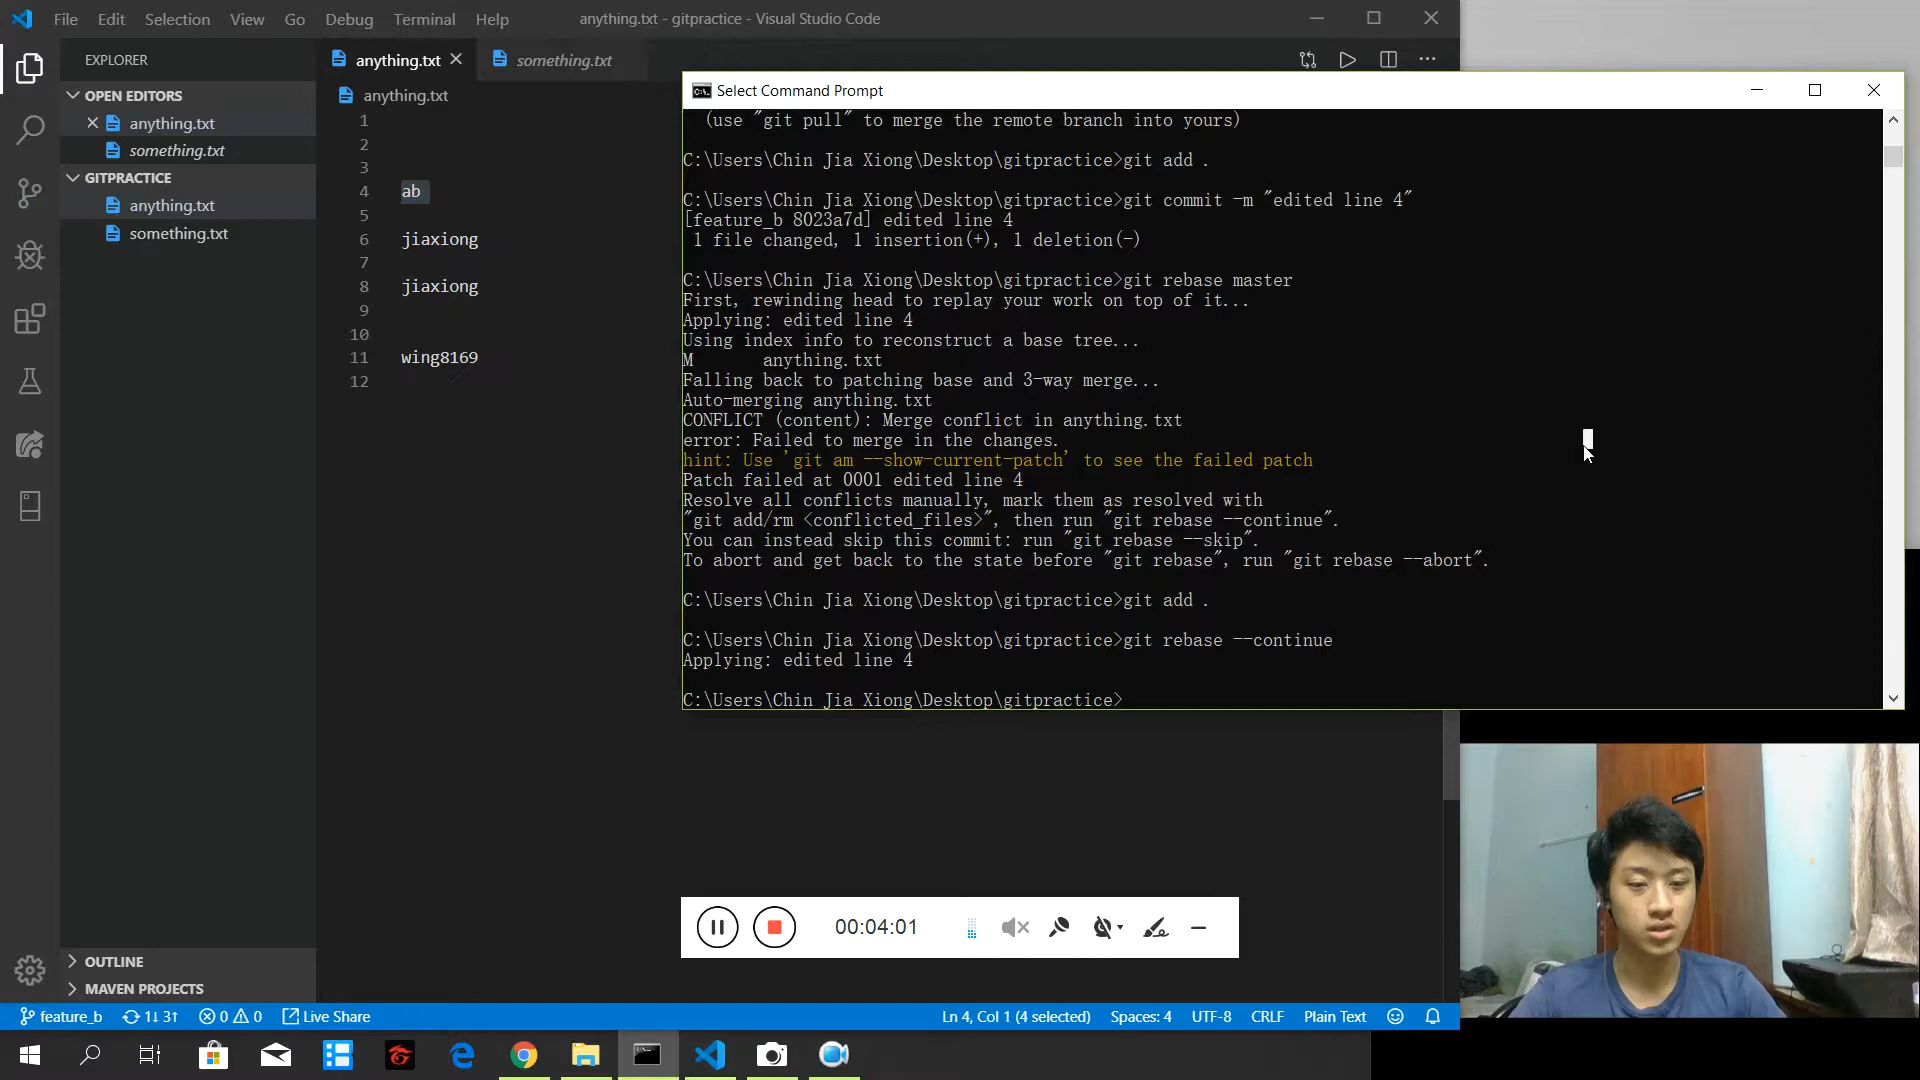 File Edit Selection View Go Debug Terminal Help anything.txt - gitpractice - Visual Studio Code
EXPLORER
OPEN EDITORS
anything.txt
something.txt
GITPRACTICE
anything.txt
something.txt
OUTLINE
MAVEN PROJECTS
anything.txt something.txt
anything.txt
1
2
3
4 ab
5
6 jiaxiong
7
8 jiaxiong
9
10
11 wing8169
12
Select Command Prompt
(use "git pull" to merge the remote branch into yours)
C:\Users\Chin Jia Xiong\Desktop\gitpractice>git add .
C:\Users\Chin Jia Xiong\Desktop\gitpractice>git commit -m "edited line 4"
[feature_b 8023a7d] edited line 4
1 file changed, 1 insertion(+), 1 deletion(-)
C:\Users\Chin Jia Xiong\Desktop\gitpractice>git rebase master
First, rewinding head to replay your work on top of it...
Applying: edited line 4
Using index info to reconstruct a base tree...
M anything.txt
Falling back to patching base and 3-way merge...
Auto-merging anything.txt
CONFLICT (content): Merge conflict in anything.txt
error: Failed to merge in the changes.
hint: Use 'git am --show-current-patch' to see the failed patch
Patch failed at 0001 edited line 4
Resolve all conflicts manually, mark them as resolved with
"git add/rm <conflicted_files>", then run "git rebase --continue".
You can instead skip this commit: run "git rebase --skip".
To abort and get back to the state before "git rebase", run "git rebase --abort".
C:\Users\Chin Jia Xiong\Desktop\gitpractice>git add .
C:\Users\Chin Jia Xiong\Desktop\gitpractice>git rebase --continue
Applying: edited line 4
C:\Users\Chin Jia Xiong\Desktop\gitpractice>
00:04:01
feature_b 1↓ 3↑ 0 0 Live Share Ln 4, Col 1 (4 selected) Spaces: 4 UTF-8 CRLF Plain Text